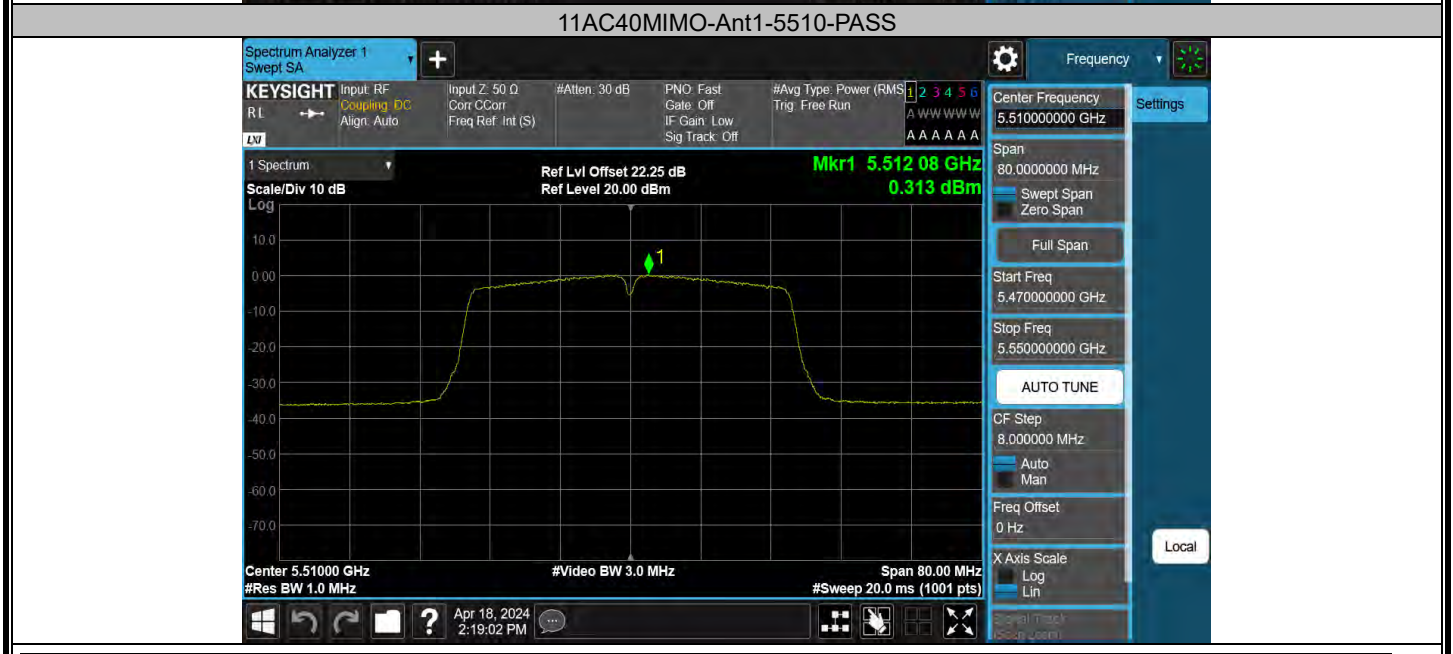 11AC40MIMO-Ant1-5510-PASS
Spectrum Analyzer 1
Swept SA
Frequency
KEYSIGHT
RL
LXI
Input: RF
Coupling: DC
Align: Auto
Input Z: 50 Ω
Corr CCorr
Freq Ref: Int (S)
#Atten: 30 dB
PNO: Fast
Gate: Off
IF Gain: Low
Sig Track: Off
#Avg Type: Power (RMS
Trig: Free Run
1 2 3 4 5 6
A W W W W W
A A A A A A
Center Frequency
5.510000000 GHz
Settings
1 Spectrum
Scale/Div 10 dB
Log
Ref Lvl Offset 22.25 dB
Ref Level 20.00 dBm
Mkr1 5.512 08 GHz
0.313 dBm
Span
80.0000000 MHz
Swept Span
Zero Span
Full Span
Start Freq
5.470000000 GHz
Stop Freq
5.550000000 GHz
AUTO TUNE
CF Step
8.000000 MHz
Auto
Man
Freq Offset
0 Hz
X Axis Scale
Log
Lin
Local
10.0
0.00
-10.0
-20.0
-30.0
-40.0
-50.0
-60.0
-70.0
1
Center 5.51000 GHz
#Res BW 1.0 MHz
#Video BW 3.0 MHz
Span 80.00 MHz
#Sweep 20.0 ms (1001 pts)
?
Apr 18, 2024
2:19:02 PM